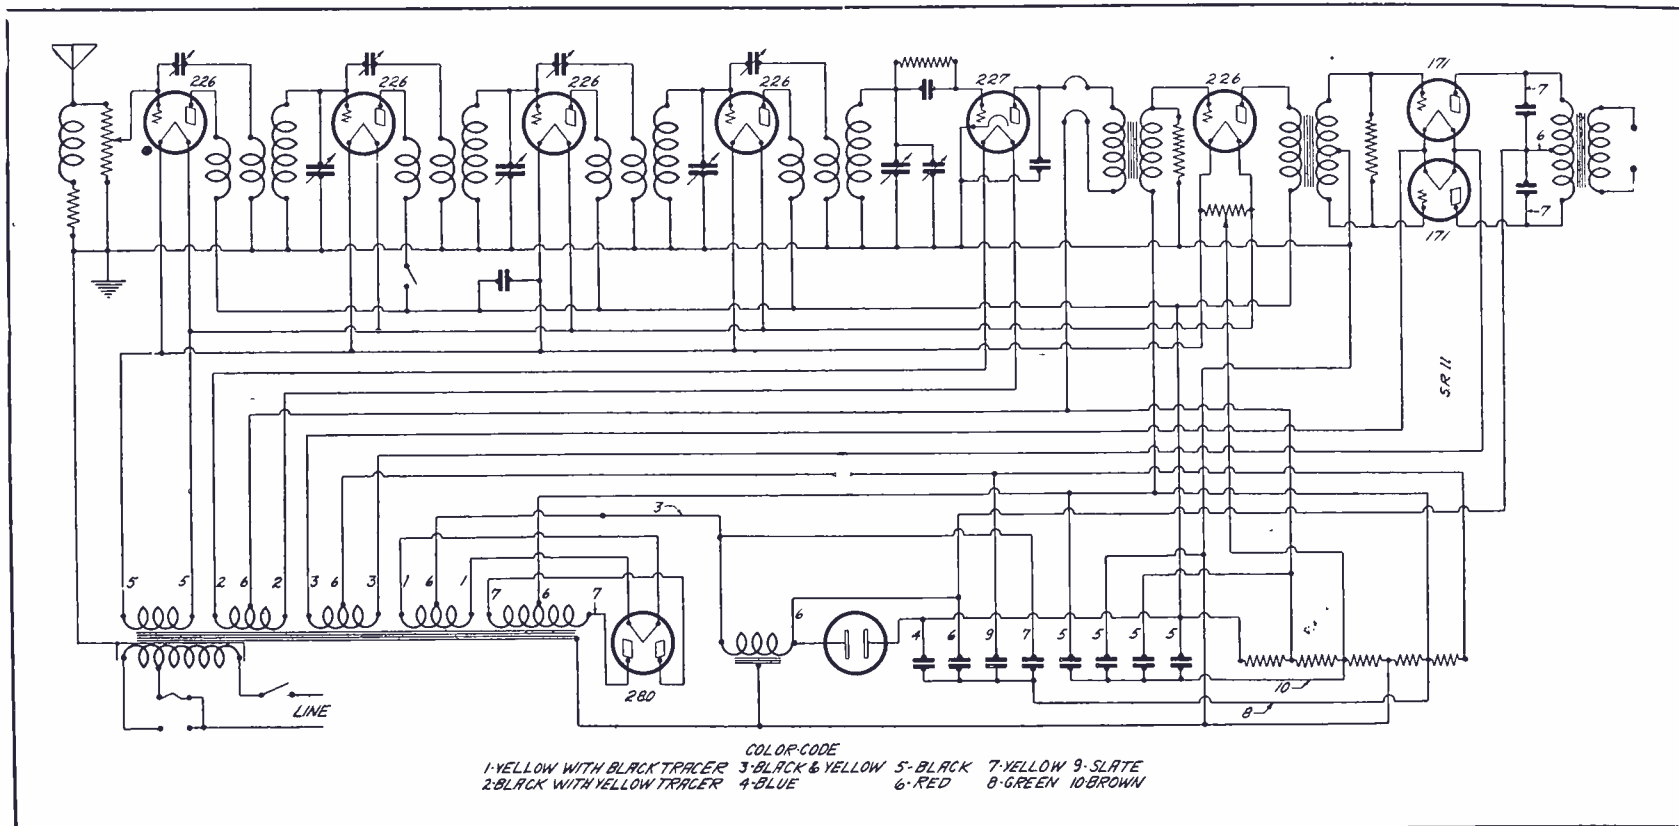 226
226
226
226
227
226
171
171
7
6
7
SR 11
3
5 5 2 6 2 3 6 3 1 6 1 7 6 7
6
280
4 6 9 7 5 5 5 5
10
8
LINE
COLOR-CODE
1-YELLOW WITH BLACK TRACER 3-BLACK & YELLOW 5-BLACK 7-YELLOW 9-SLATE
2-BLACK WITH YELLOW TRACER 4-BLUE 6-RED 8-GREEN 10-BROWN